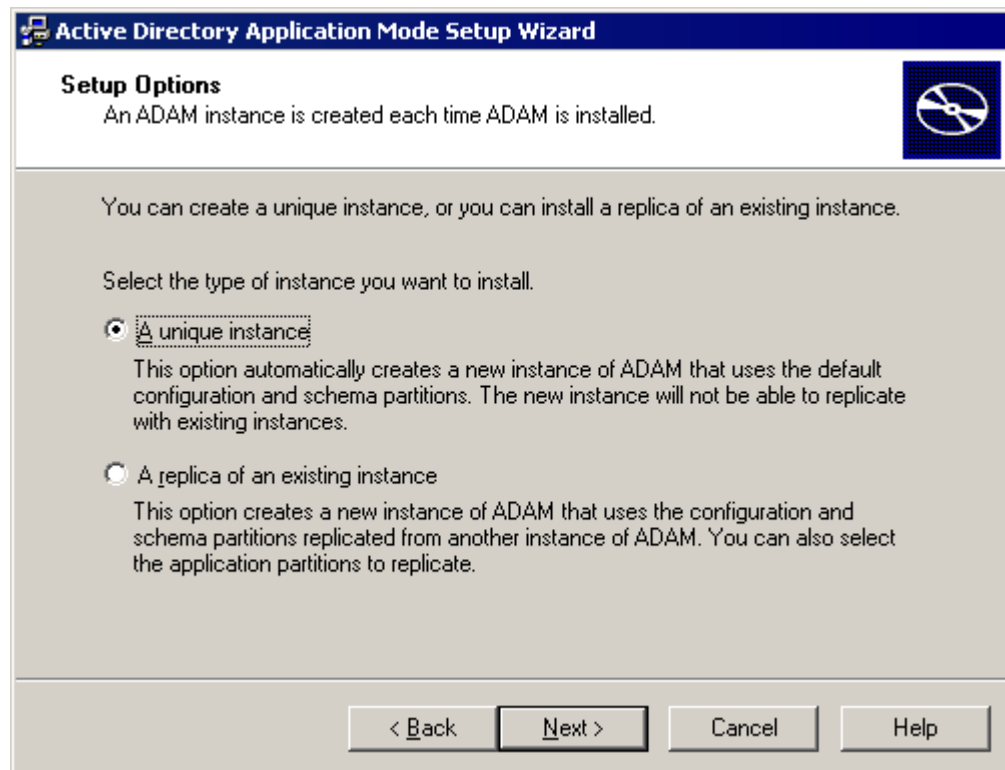 Active Directory Application Mode Setup Wizard
Setup Options
An ADAM instance is created each time ADAM is installed.
You can create a unique instance, or you can install a replica of an existing instance.
Select the type of instance you want to install.
A unique instance
This option automatically creates a new instance of ADAM that uses the default
configuration and schema partitions. The new instance will not be able to replicate
with existing instances.
A replica of an existing instance
This option creates a new instance of ADAM that uses the configuration and
schema partitions replicated from another instance of ADAM. You can also select
the application partitions to replicate.
< Back Next > Cancel Help